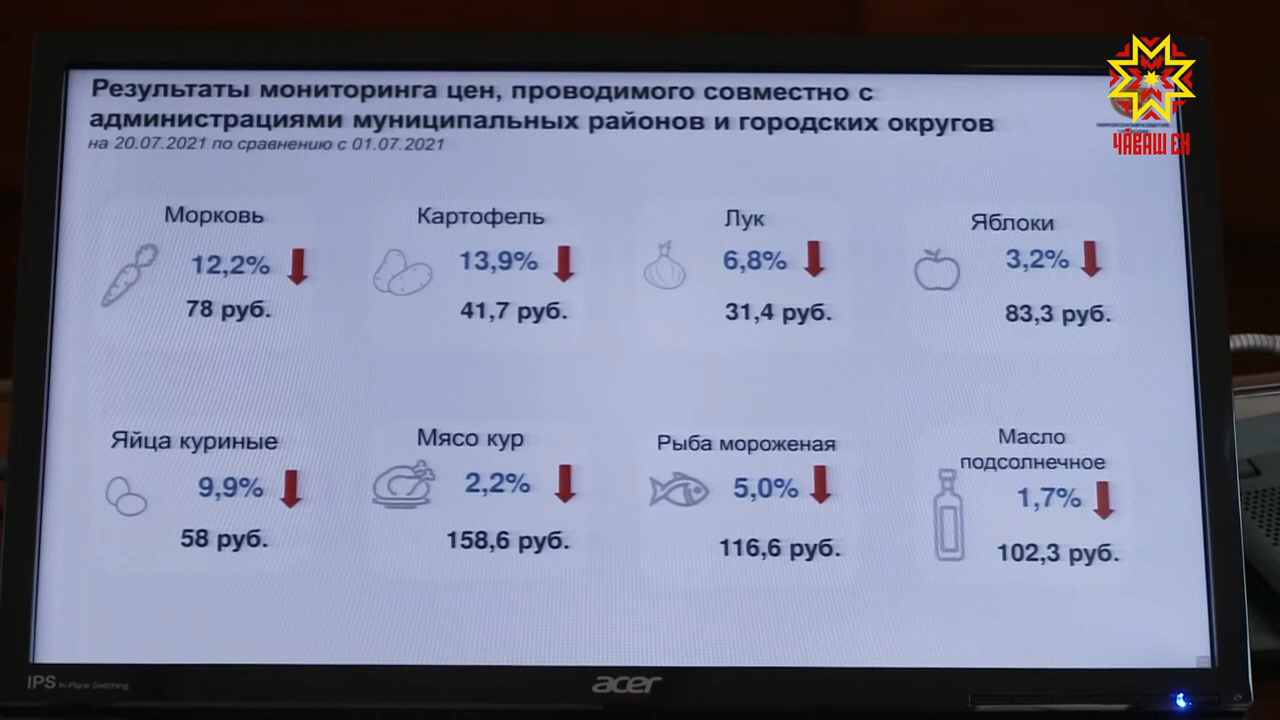 Результаты мониторинга цен, проводимого совместно с
администрациями муниципальных районов и городских округов
на 20.07.2021 по сравнению с 01.07.2021
ЧĂВАШ ЕН
Морковь
12,2%
78 руб.
Картофель
13,9%
41,7 руб.
Лук
6,8%
31,4 руб.
Яблоки
3,2%
83,3 руб.
Яйца куриные
9,9%
58 руб.
Мясо кур
2,2%
158,6 руб.
Рыба мороженая
5,0%
116,6 руб.
Масло
подсолнечное
1,7%
102,3 руб.
IPS In-Plane Switching
acer